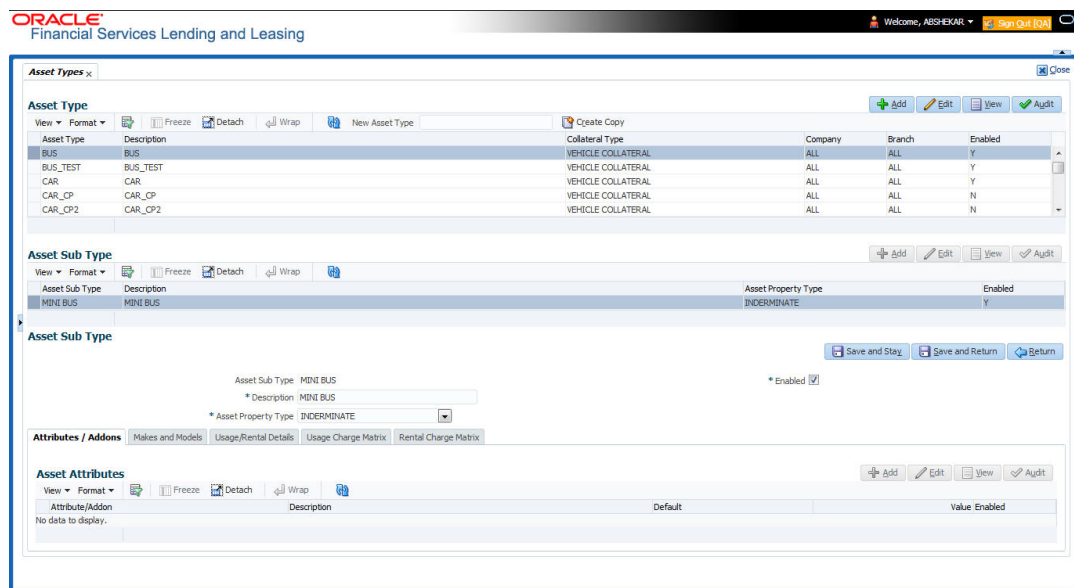 ORACLE
Financial Services Lending and Leasing
Welcome, ABSHEKAR
Sign Out [QA]
Asset Types x
Close
Asset Type
Add Edit View Audit
View Format Freeze Detach Wrap New Asset Type Create Copy
Asset Type Description Collateral Type Company Branch Enabled
BUS BUS VEHICLE COLLATERAL ALL ALL Y
BUS_TEST BUS_TEST VEHICLE COLLATERAL ALL ALL Y
CAR CAR VEHICLE COLLATERAL ALL ALL Y
CAR_CP CAR_CP VEHICLE COLLATERAL ALL ALL N
CAR_CP2 CAR_CP2 VEHICLE COLLATERAL ALL ALL N
Asset Sub Type
Add Edit View Audit
View Format Freeze Detach Wrap
Asset Sub Type Description Asset Property Type Enabled
MINI BUS MINI BUS INDERMINATE Y
Asset Sub Type
Save and Stay Save and Return Return
Asset Sub Type MINI BUS
* Enabled
* Description MINI BUS
* Asset Property Type INDERMINATE
Attributes / Addons Makes and Models Usage/Rental Details Usage Charge Matrix Rental Charge Matrix
Asset Attributes
Add Edit View Audit
View Format Freeze Detach Wrap
Attribute/Addon Description Default Value Enabled
No data to display.